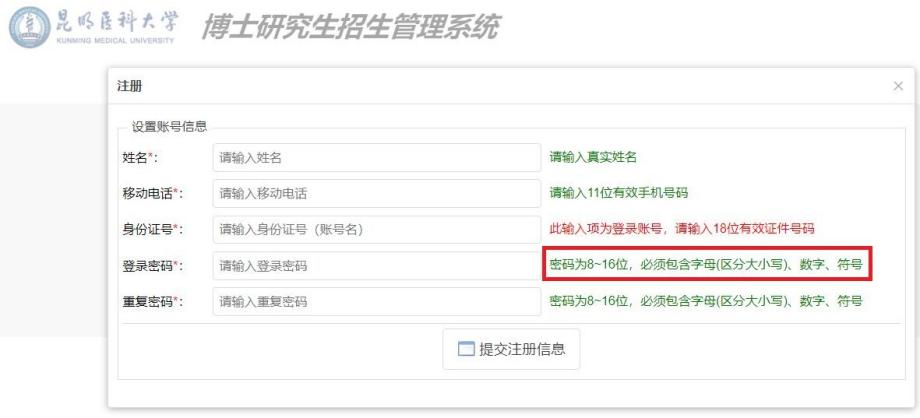 昆明医科大学 博士研究生招生管理系统
KUNMING MEDICAL UNIVERSITY
注册 ×
设置账号信息
姓名*： 请输入姓名 请输入真实姓名
移动电话*： 请输入移动电话 请输入11位有效手机号码
身份证号*： 请输入身份证号（账号名） 此输入项为登录账号，请输入18位有效证件号码
登录密码*： 请输入登录密码 密码为8~16位，必须包含字母(区分大小写)、数字、符号
重复密码*： 请输入重复密码 密码为8~16位，必须包含字母(区分大小写)、数字、符号
提交注册信息